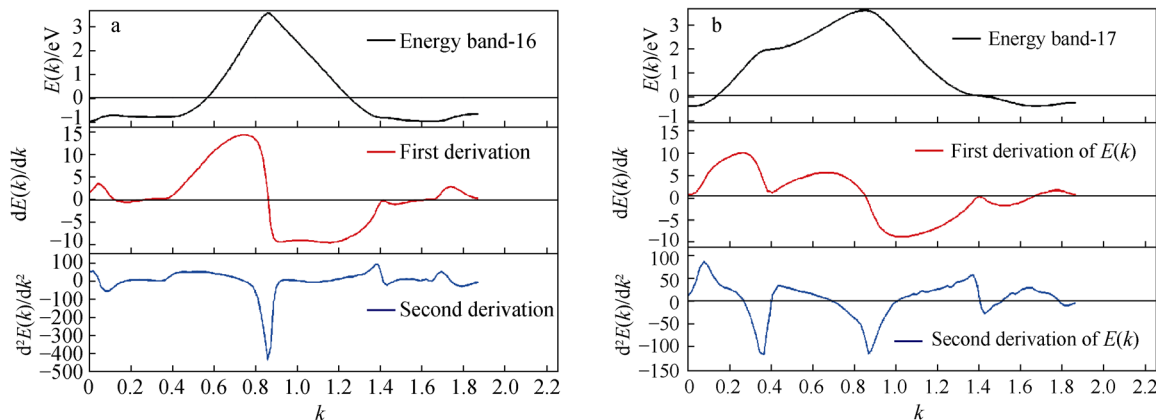 a
E(k)/eV
3
2
1
0
−1
Energy band-16
dE(k)/dk
15
10
5
0
−5
−10
First derivation
d²E(k)/dk²
100
0
−100
−200
−300
−400
−500
Second derivation
0 0.2 0.4 0.6 0.8 1.0 1.2 1.4 1.6 1.8 2.0 2.2
k
b
E(k)/eV
3
2
1
0
−1
Energy band-17
dE(k)/dk
15
10
5
0
−5
−10
First derivation of E(k)
d²E(k)/dk²
100
50
0
−50
−100
−150
Second derivation of E(k)
0 0.2 0.4 0.6 0.8 1.0 1.2 1.4 1.6 1.8 2.0 2.2
k